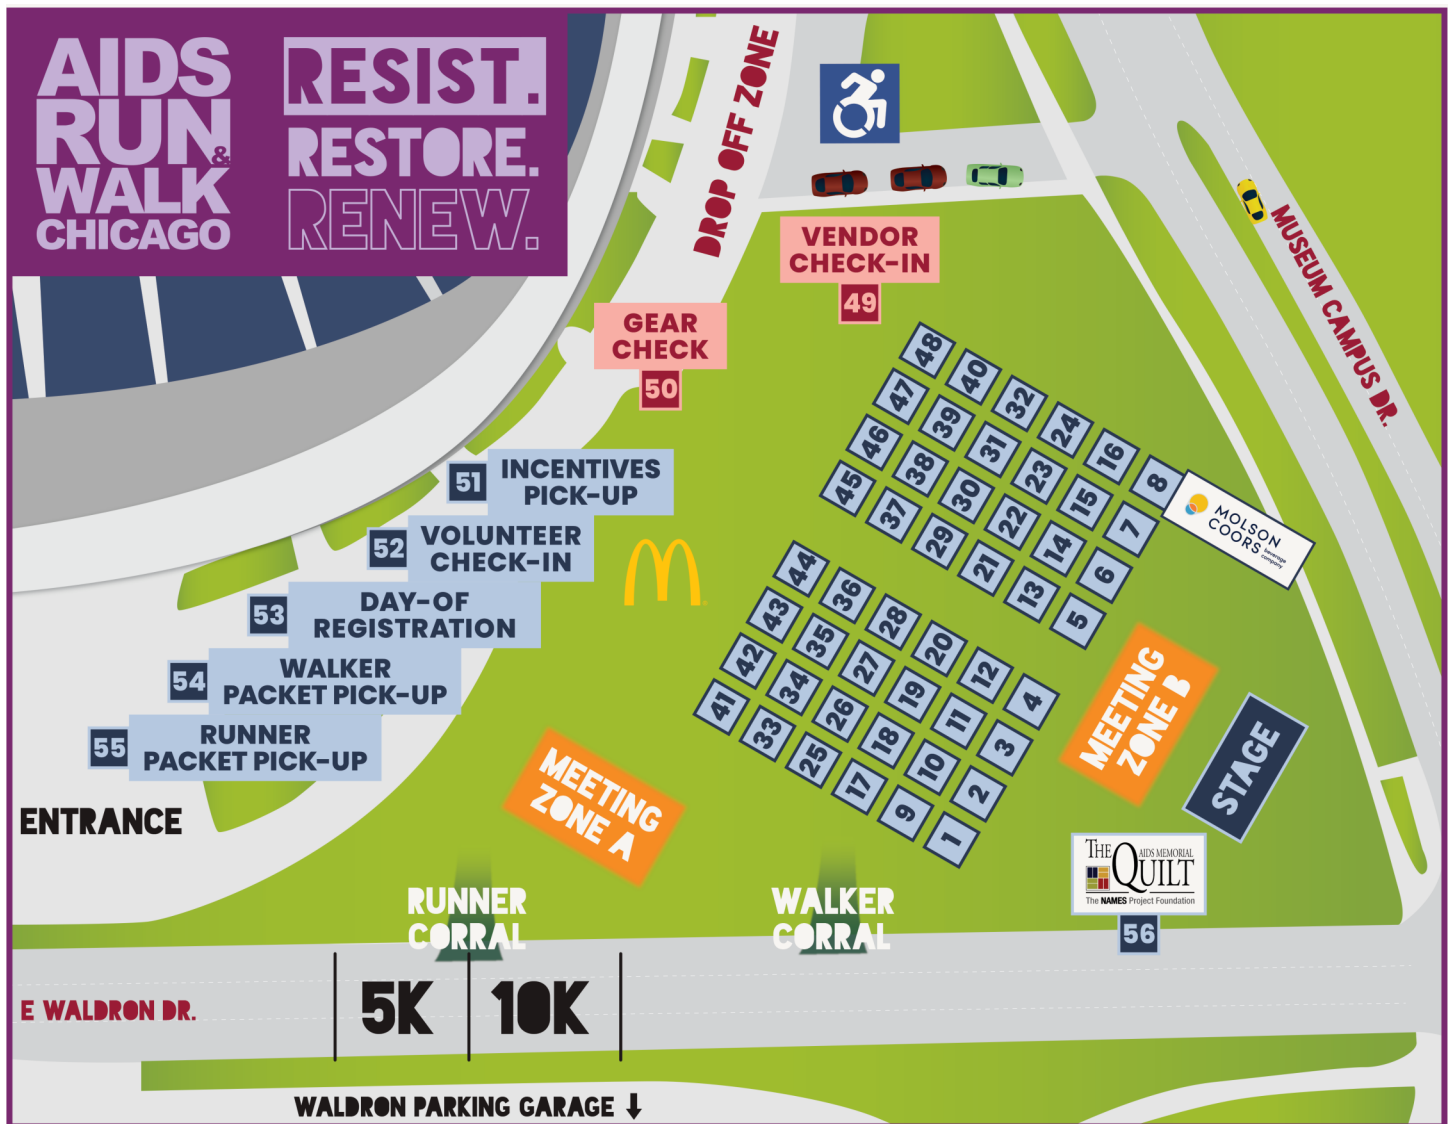 AIDS
RUN
&
WALK
CHICAGO
RESIST.
RESTORE.
RENEW.
DROP OFF ZONE
MUSEUM CAMPUS DR.
VENDOR
CHECK-IN
49
GEAR
CHECK
50
51
INCENTIVES
PICK-UP
52
VOLUNTEER
CHECK-IN
53
DAY-OF
REGISTRATION
54
WALKER
PACKET PICK-UP
55
RUNNER
PACKET PICK-UP
ENTRANCE
48 40 32 24 16 8
47 39 31 23 15 7
46 38 30 22 14 6
45 37 29 21 13 5
MOLSON
COORS
beverage
company
44 36 28 20 12 4
43 35 27 19 11 3
42 34 26 18 10 2
41 33 25 17 9 1
MEETING
ZONE A
MEETING
ZONE B
STAGE
THE
QUILT
AIDS MEMORIAL
The NAMES Project Foundation
56
RUNNER
CORRAL
WALKER
CORRAL
E WALDRON DR.
5K
10K
WALDRON PARKING GARAGE ↓